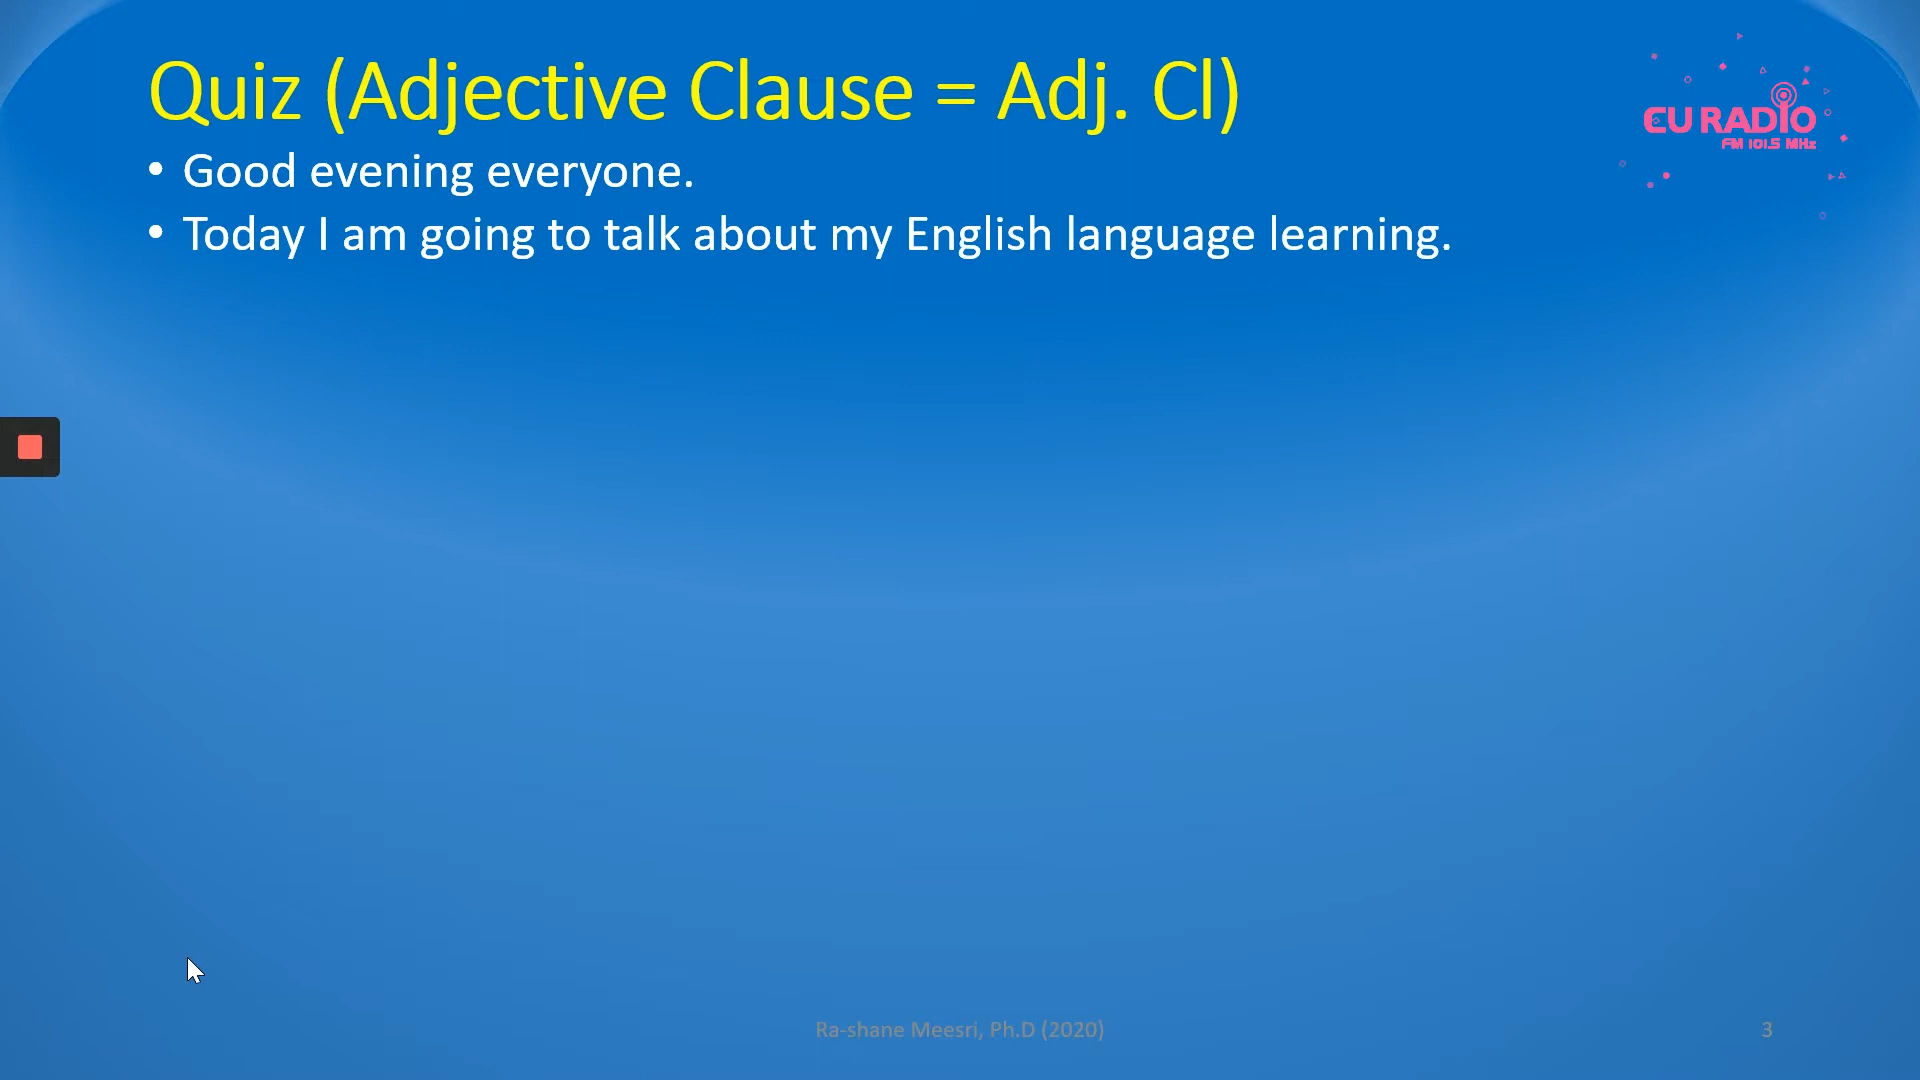 Quiz (Adjective Clause = Adj. Cl)
• Good evening everyone.
• Today I am going to talk about my English language learning.
CU RADIO
FM 101.5 MHz
Ra-shane Meesri, Ph.D (2020)
3